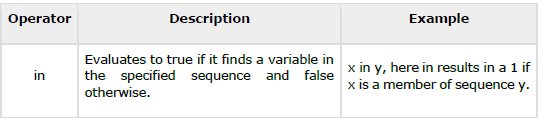 Operator Description Example
in
Evaluates to true if it finds a variable in
the specified sequence and false
otherwise.
x in y, here in results in a 1 if
x is a member of sequence y.